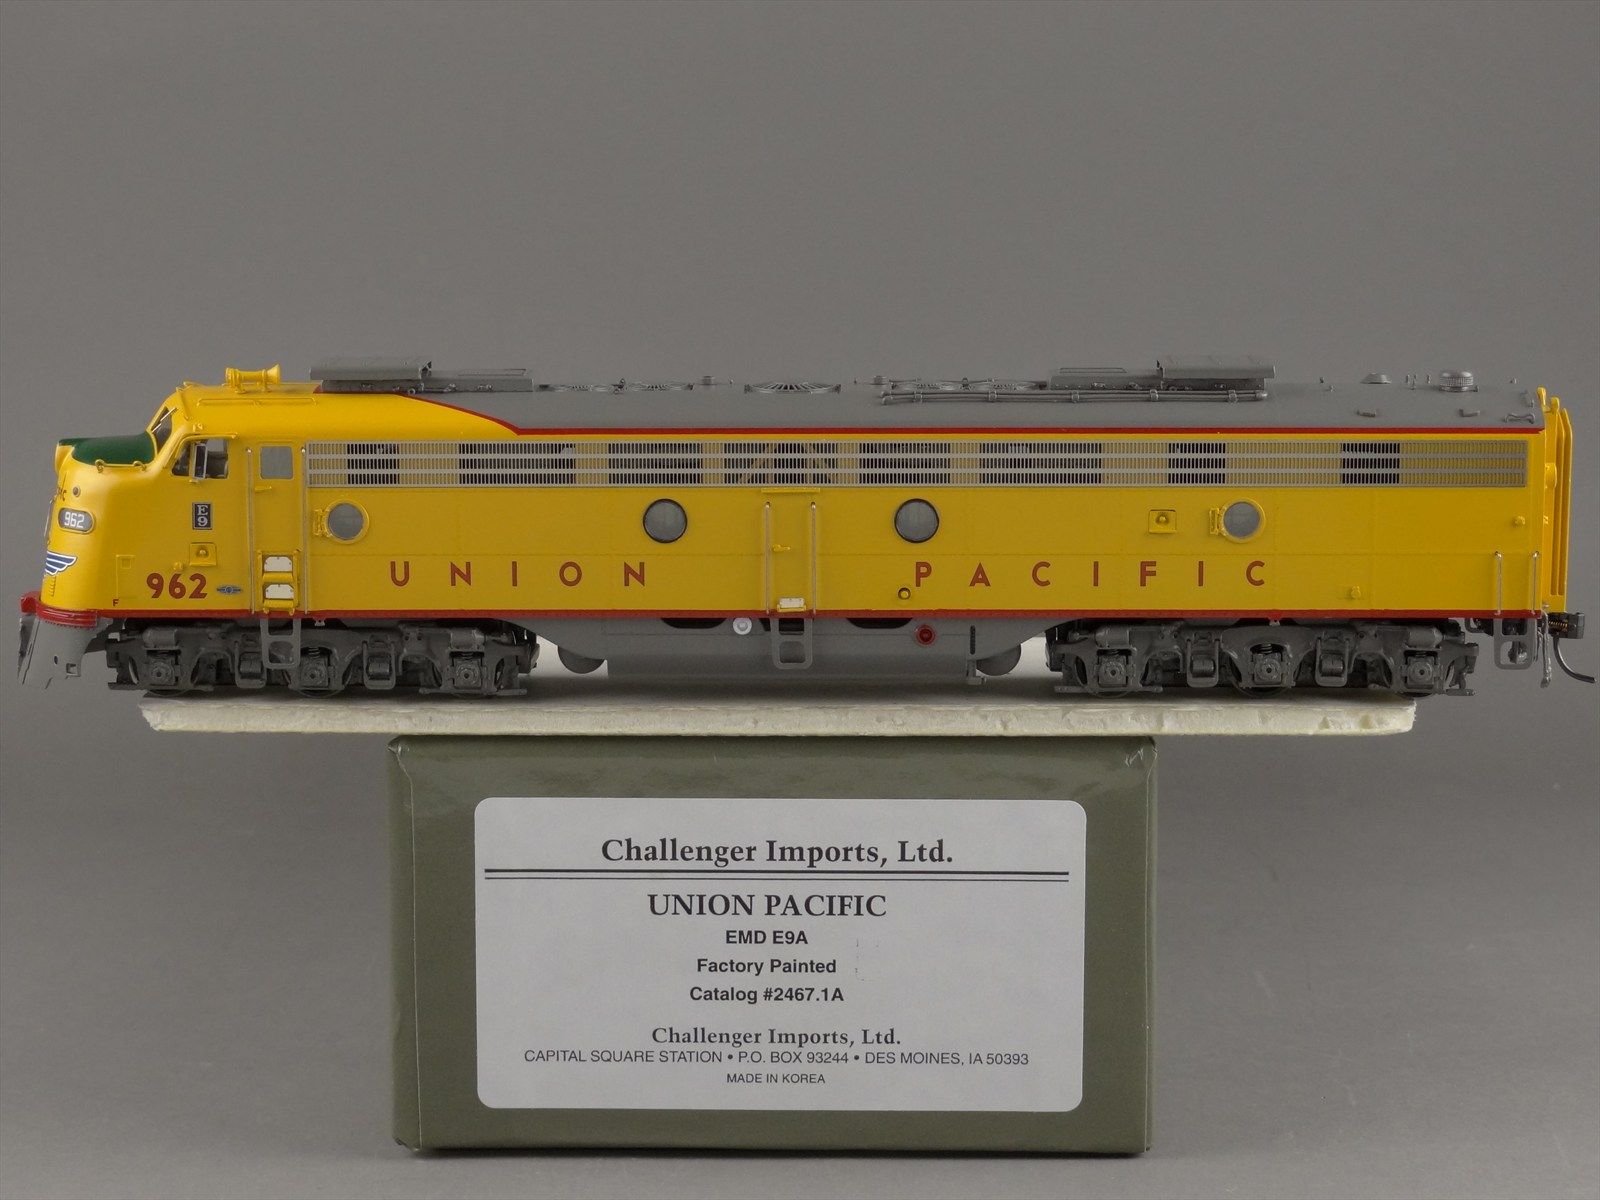 962
E9
F
962
UNION PACIFIC
Challenger Imports, Ltd.
UNION PACIFIC
EMD E9A
Factory Painted
Catalog #2467.1A
Challenger Imports, Ltd.
CAPITAL SQUARE STATION • P.O. BOX 93244 • DES MOINES, IA 50393
MADE IN KOREA